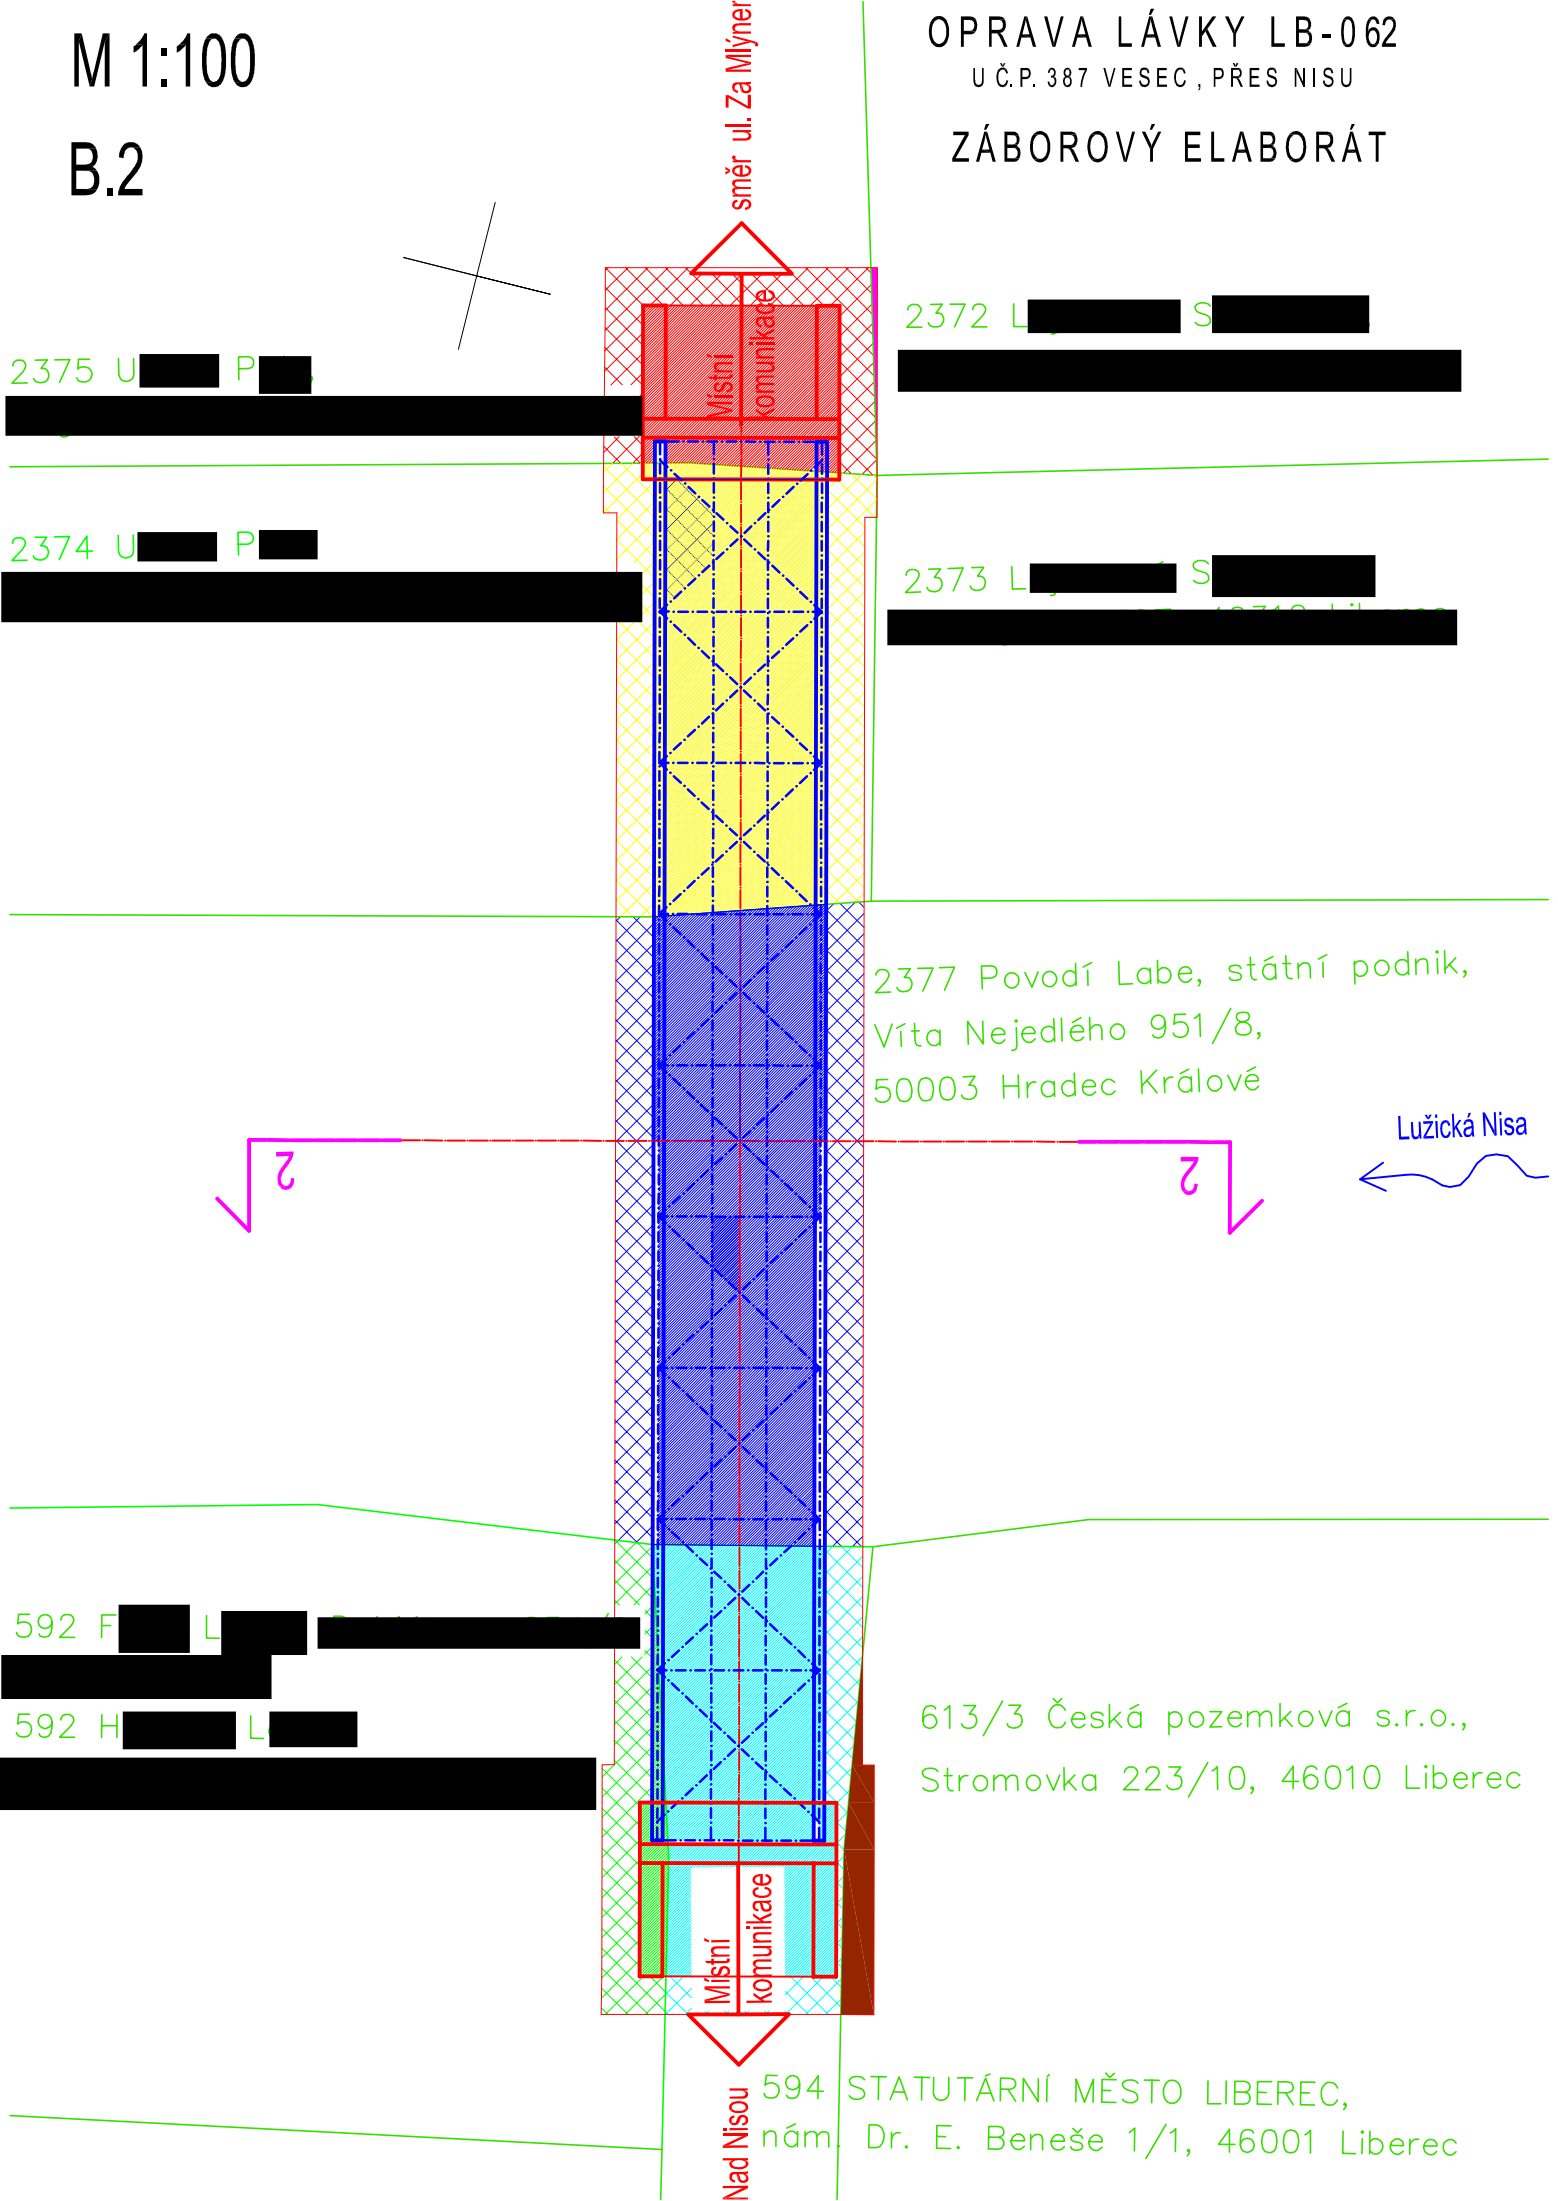 M 1:100
B.2
OPRAVA LÁVKY LB-062
U Č.P. 387 VESEC, PŘES NISU
ZÁBOROVÝ ELABORÁT
směr ul. Za Mlýnem
Místní
komunikace
2375 U P
2372 L S
2374 U P
2373 L S
2377 Povodí Labe, státní podnik,
Víta Nejedlého 951/8,
50003 Hradec Králové
Lužická Nisa
2
2
592 F L
592 H L
613/3 Česká pozemková s.r.o.,
Stromovka 223/10, 46010 Liberec
Místní
komunikace
Nad Nisou
594 STATUTÁRNÍ MĚSTO LIBEREC,
nám. Dr. E. Beneše 1/1, 46001 Liberec